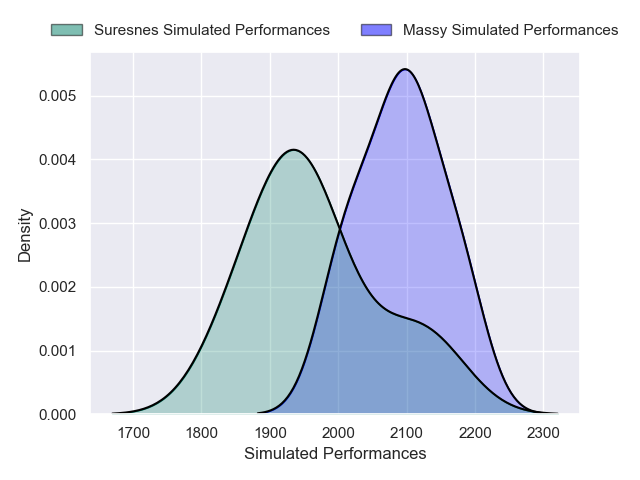 Suresnes Simulated Performances Massy Simulated Performances
0.005
0.004
0.003
0.002
0.001
0.000
Density
1700 1800 1900 2000 2100 2200 2300
Simulated Performances